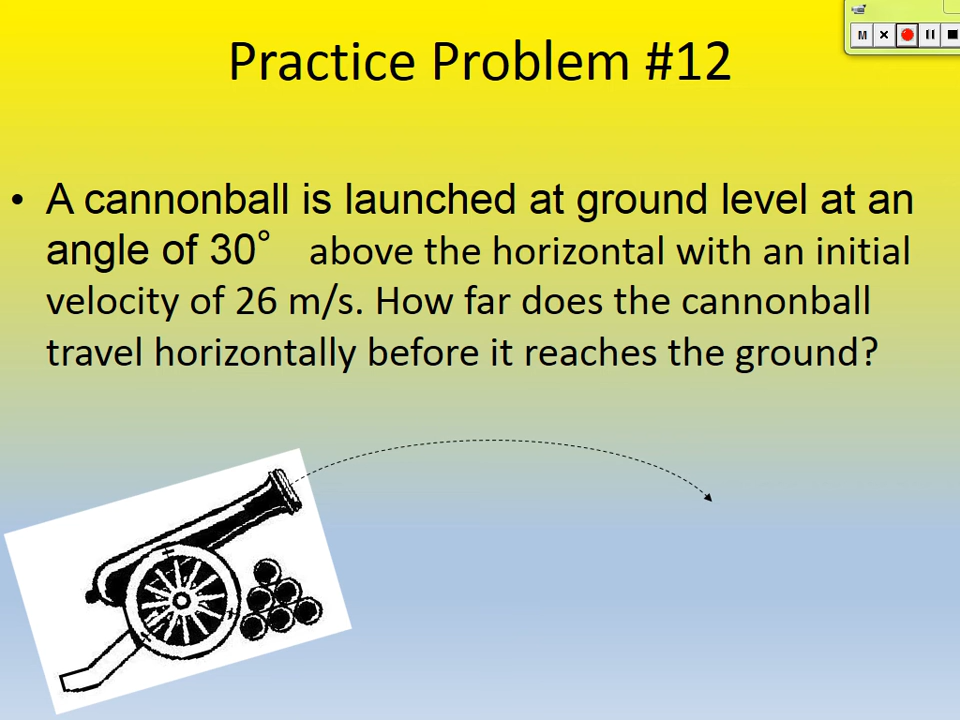 M
Practice Problem #12
• A cannonball is launched at ground level at an
angle of 30° above the horizontal with an initial
velocity of 26 m/s. How far does the cannonball
travel horizontally before it reaches the ground?